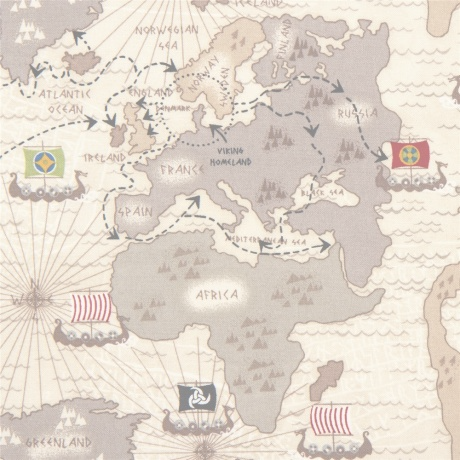 ICELAND
NORWEGIAN
SEA
FINLAND
NORWAY
SWEDEN
ATLANTIC
OCEAN
ENGLAND
DENMARK
RUSSIA
IRELAND
VIKING
HOMELAND
FRANCE
BLACK SEA
SPAIN
MEDITERRANEAN SEA
AFRICA
W
GREENLAND